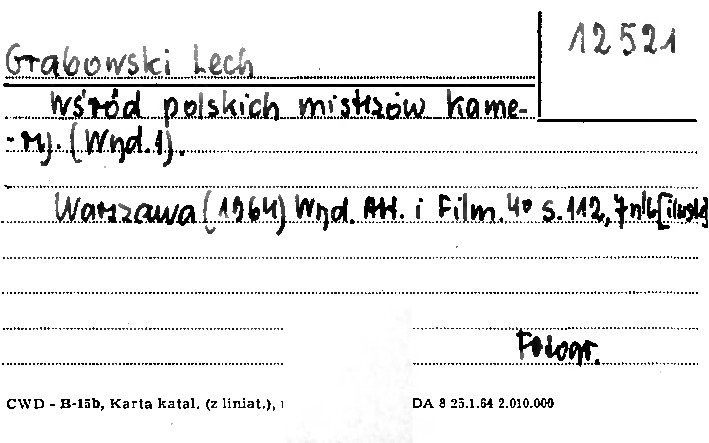 12521
Grabowski Lech
Wśród polskich mistrzów kame-
-ry. (Wyd. 1).
Warszawa (1964) Wyd. Art. i Film. 4° s. 112, 7 nlb [ilustr]
Fotogr.
CWD - B-15b, Karta katal. (z liniat.), DA 8 25.1.64 2.010.000